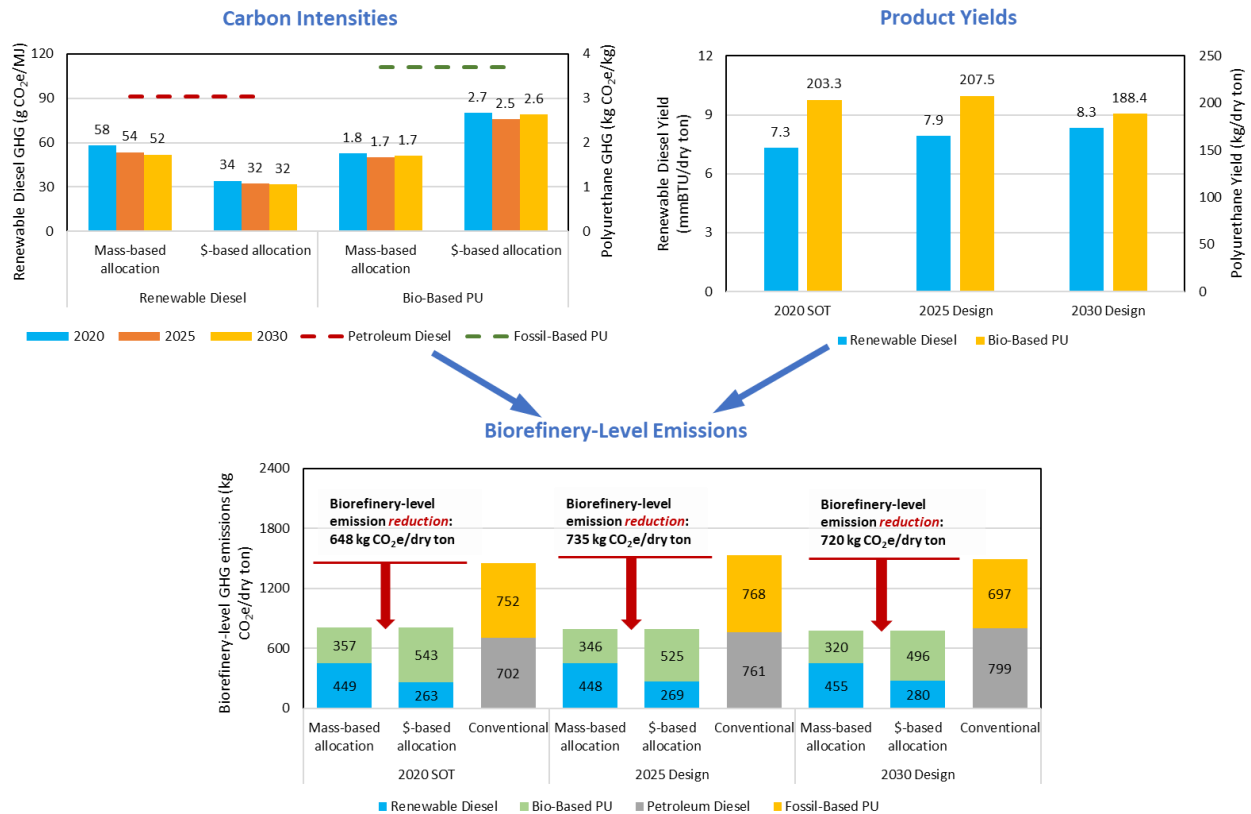 Carbon Intensities
Renewable Diesel GHG (g CO₂e/MJ)
120
90
60
30
0
58
54
52
34
32
32
1.8
1.7
1.7
2.7
2.5
2.6
4
3
2
1
0
Polyurethane GHG (kg CO₂e/kg)
Mass-based
allocation
$-based allocation
Mass-based
allocation
$-based allocation
Renewable Diesel
Bio-Based PU
2020
2025
2030
Petroleum Diesel
Fossil-Based PU
Product Yields
Renewable Diesel Yield
(mmBTU/dry ton)
12
9
6
3
0
7.3
203.3
7.9
207.5
8.3
188.4
250
200
150
100
50
0
Polyurethane Yield (kg/dry ton)
2020 SOT
2025 Design
2030 Design
Renewable Diesel
Bio-Based PU
Biorefinery-Level Emissions
Biorefinery-level GHG emissions (kg
CO₂e/dry ton)
2400
1800
1200
600
0
Biorefinery-level
emission reduction:
648 kg CO₂e/dry ton
Biorefinery-level
emission reduction:
735 kg CO₂e/dry ton
Biorefinery-level
emission reduction:
720 kg CO₂e/dry ton
357
449
543
263
752
702
346
448
525
269
768
761
320
455
496
280
697
799
Mass-based
allocation
$-based
allocation
Conventional
Mass-based
allocation
$-based
allocation
Conventional
Mass-based
allocation
$-based
allocation
Conventional
2020 SOT
2025 Design
2030 Design
Renewable Diesel
Bio-Based PU
Petroleum Diesel
Fossil-Based PU